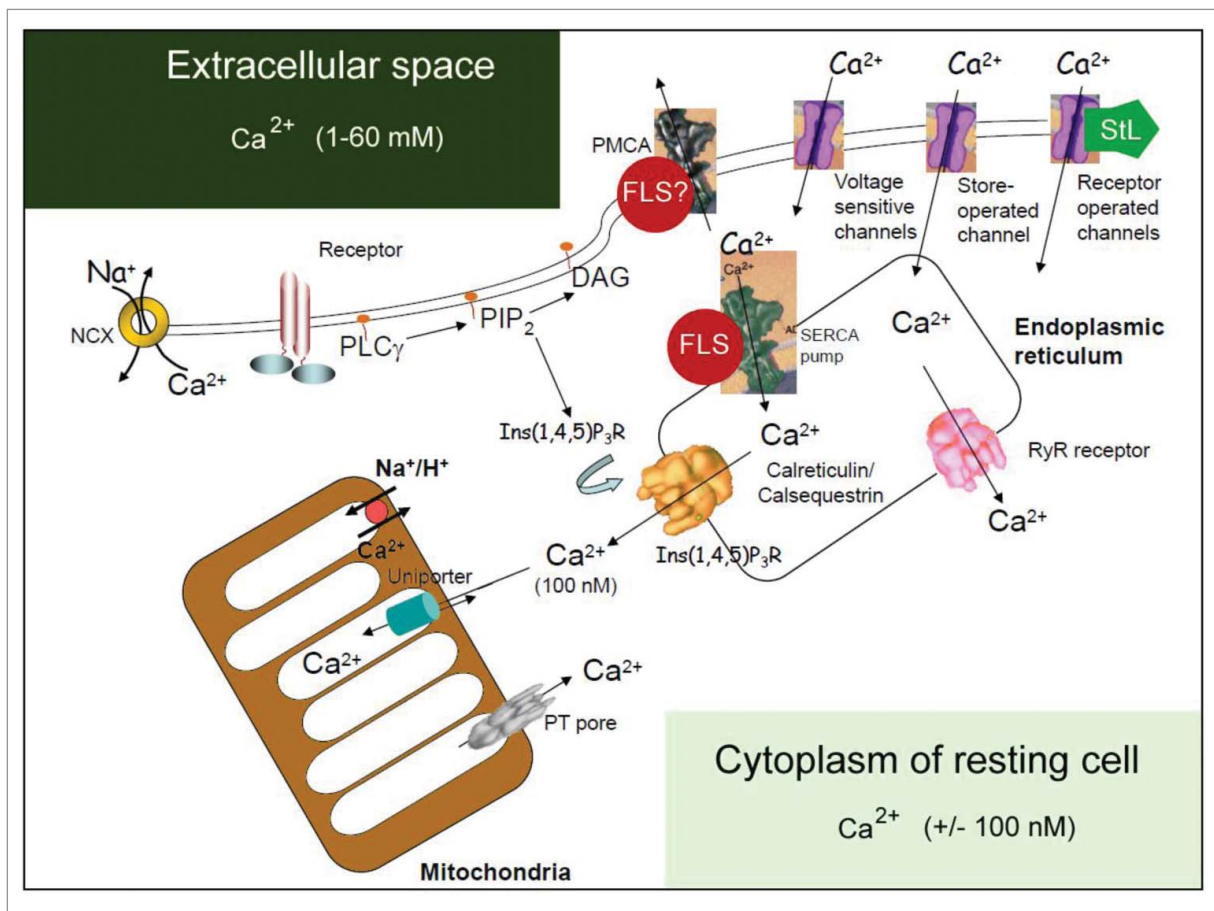 Extracellular space
Ca²⁺ (1-60 mM)
Ca²⁺
Ca²⁺
Ca²⁺
StL
PMCA
FLS?
Voltage
sensitive
channels
Store-
operated
channel
Receptor
operated
channels
Receptor
Na⁺
NCX
Ca²⁺
PLCγ
PIP₂
DAG
Ca²⁺
Ca²⁺
FLS
SERCA
pump
Ca²⁺
Endoplasmic
reticulum
Ins(1,4,5)P₃R
Ca²⁺
Calreticulin/
Calsequestrin
RyR receptor
Ca²⁺
Ins(1,4,5)P₃R
Na⁺/H⁺
Ca²⁺
Uniporter
Ca²⁺
(100 nM)
Ca²⁺
Ca²⁺
PT pore
Mitochondria
Cytoplasm of resting cell
Ca²⁺ (+/- 100 nM)